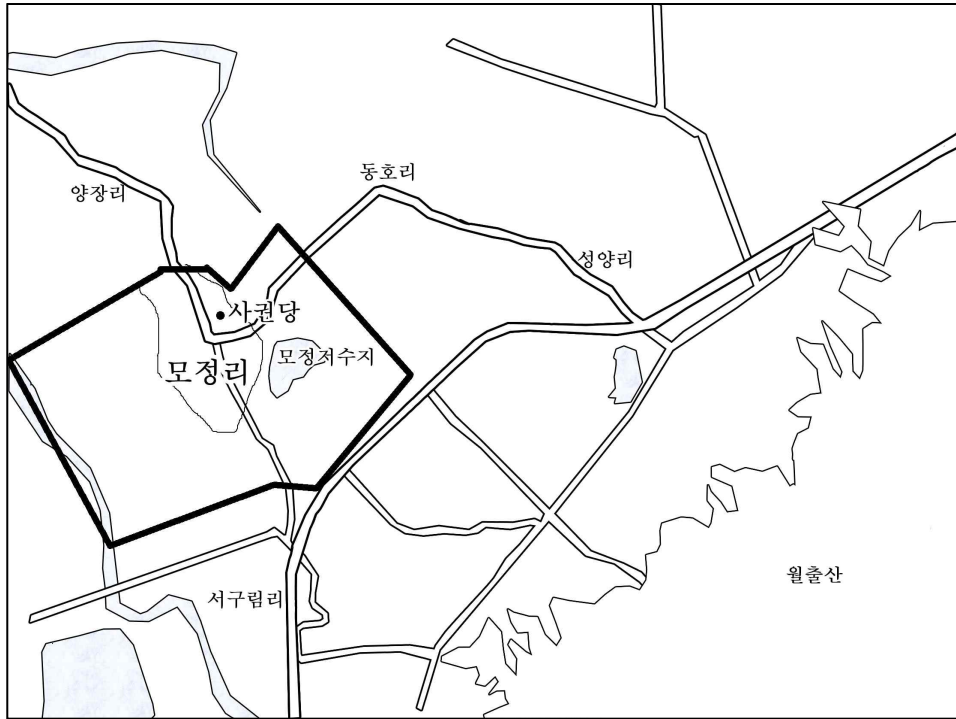 동호리
양장리
성양리
사권당
모정저수지
모정리
월출산
서구림리